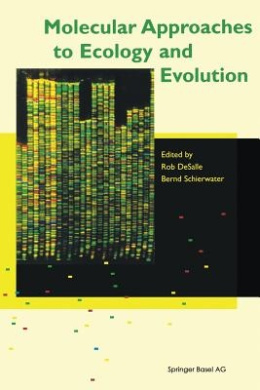 Molecular Approaches
to Ecology and
Evolution
Edited by
Rob DeSalle
Bernd Schierwater
Springer Basel AG